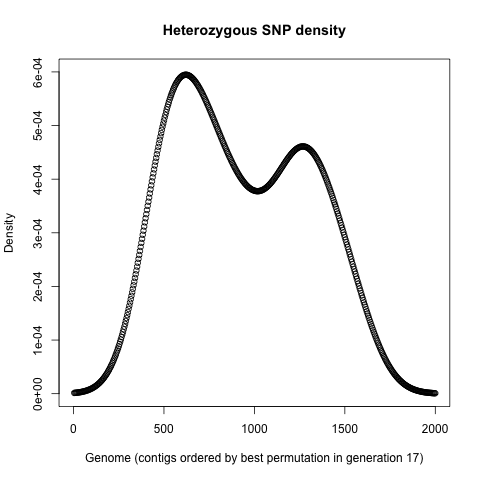 Heterozygous SNP density
Density
6e-04
5e-04
4e-04
3e-04
2e-04
1e-04
0e+00
0 500 1000 1500 2000
Genome (contigs ordered by best permutation in generation 17)